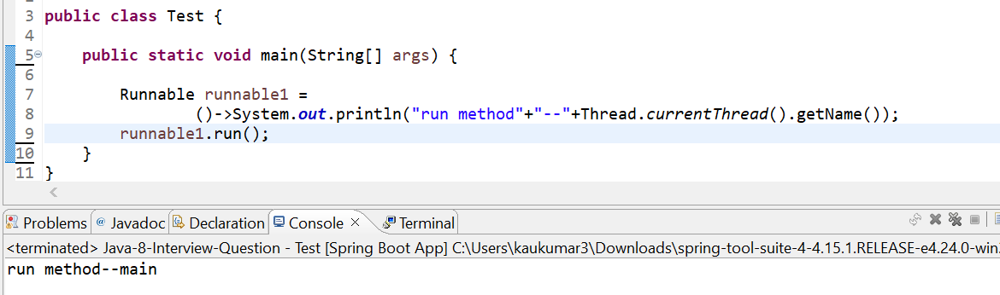 3 public class Test {
4
5 public static void main(String[] args) {
6
7 Runnable runnable1 =
8 ()->System.out.println("run method"+"--"+Thread.currentThread().getName());
9 runnable1.run();
10 }
11 }
Problems @ Javadoc Declaration Console Terminal
<terminated> Java-8-Interview-Question - Test [Spring Boot App] C:\Users\kaukumar3\Downloads\spring-tool-suite-4-4.15.1.RELEASE-e4.24.0-win
run method--main